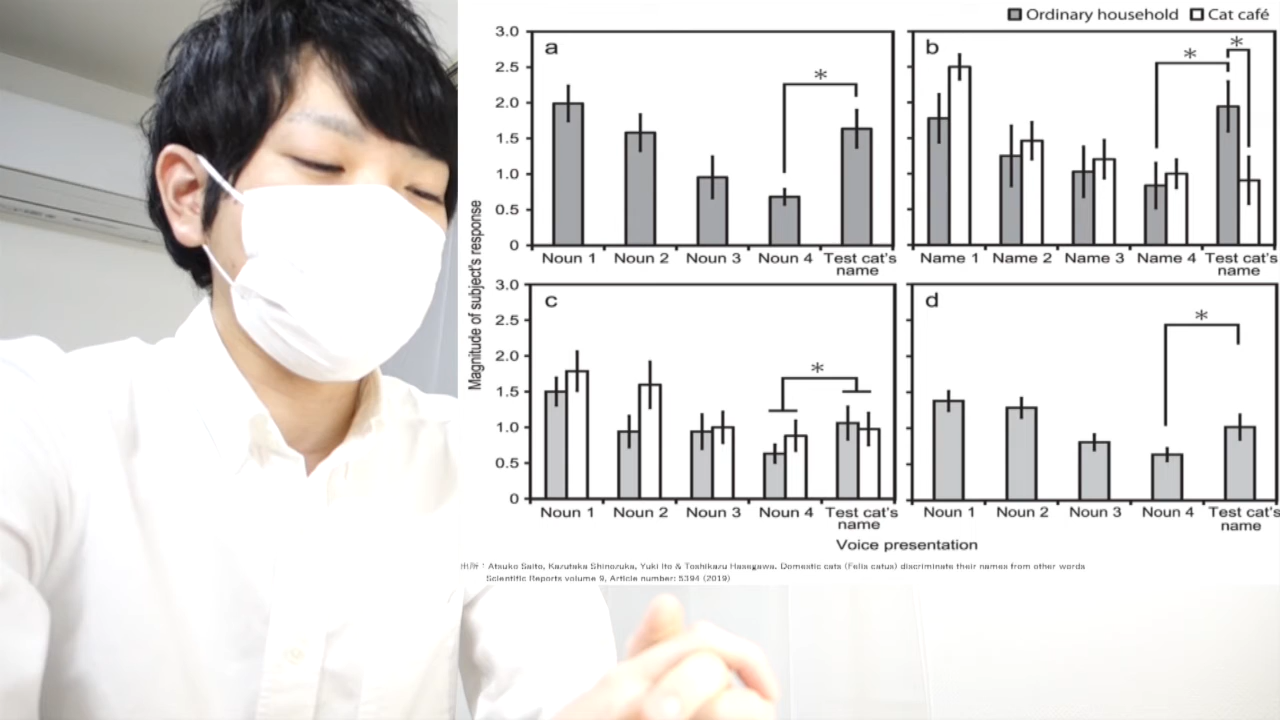 Ordinary household Cat café
a
b
3.0
2.5
2.0
1.5
1.0
0.5
0
Noun 1 Noun 2 Noun 3 Noun 4 Test cat's name
Name 1 Name 2 Name 3 Name 4 Test cat's name
* * *
Magnitude of subject's response
c
d
3.0
2.5
2.0
1.5
1.0
0.5
0
* *
Noun 1 Noun 2 Noun 3 Noun 4 Test cat's name
Noun 1 Noun 2 Noun 3 Noun 4 Test cat's name
Voice presentation
出所：Atsuko Saito, Kazutaka Shinozuka, Yuki Ito & Toshikazu Hasegawa. Domestic cats (Felis catus) discriminate their names from other words
Scientific Reports volume 9, Article number: 5394 (2019)